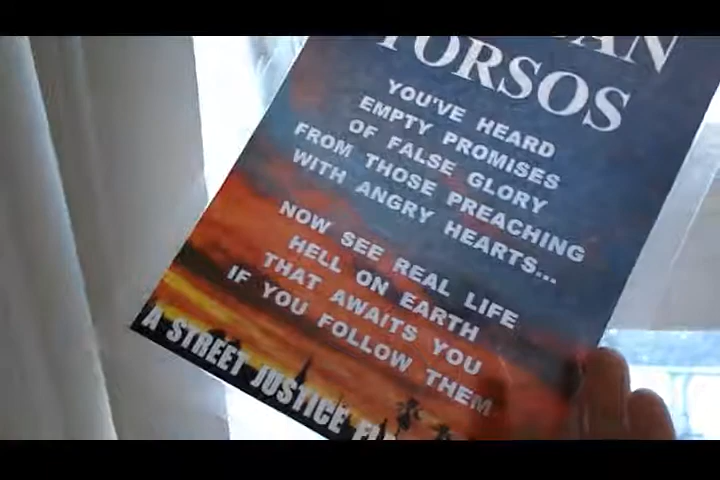 TORSOS
YOU'VE HEARD
EMPTY PROMISES
OF FALSE GLORY
FROM THOSE PREACHING
WITH ANGRY HEARTS...
NOW SEE REAL LIFE
HELL ON EARTH
THAT AWAITS YOU
IF YOU FOLLOW THEM
A STREET JUSTICE